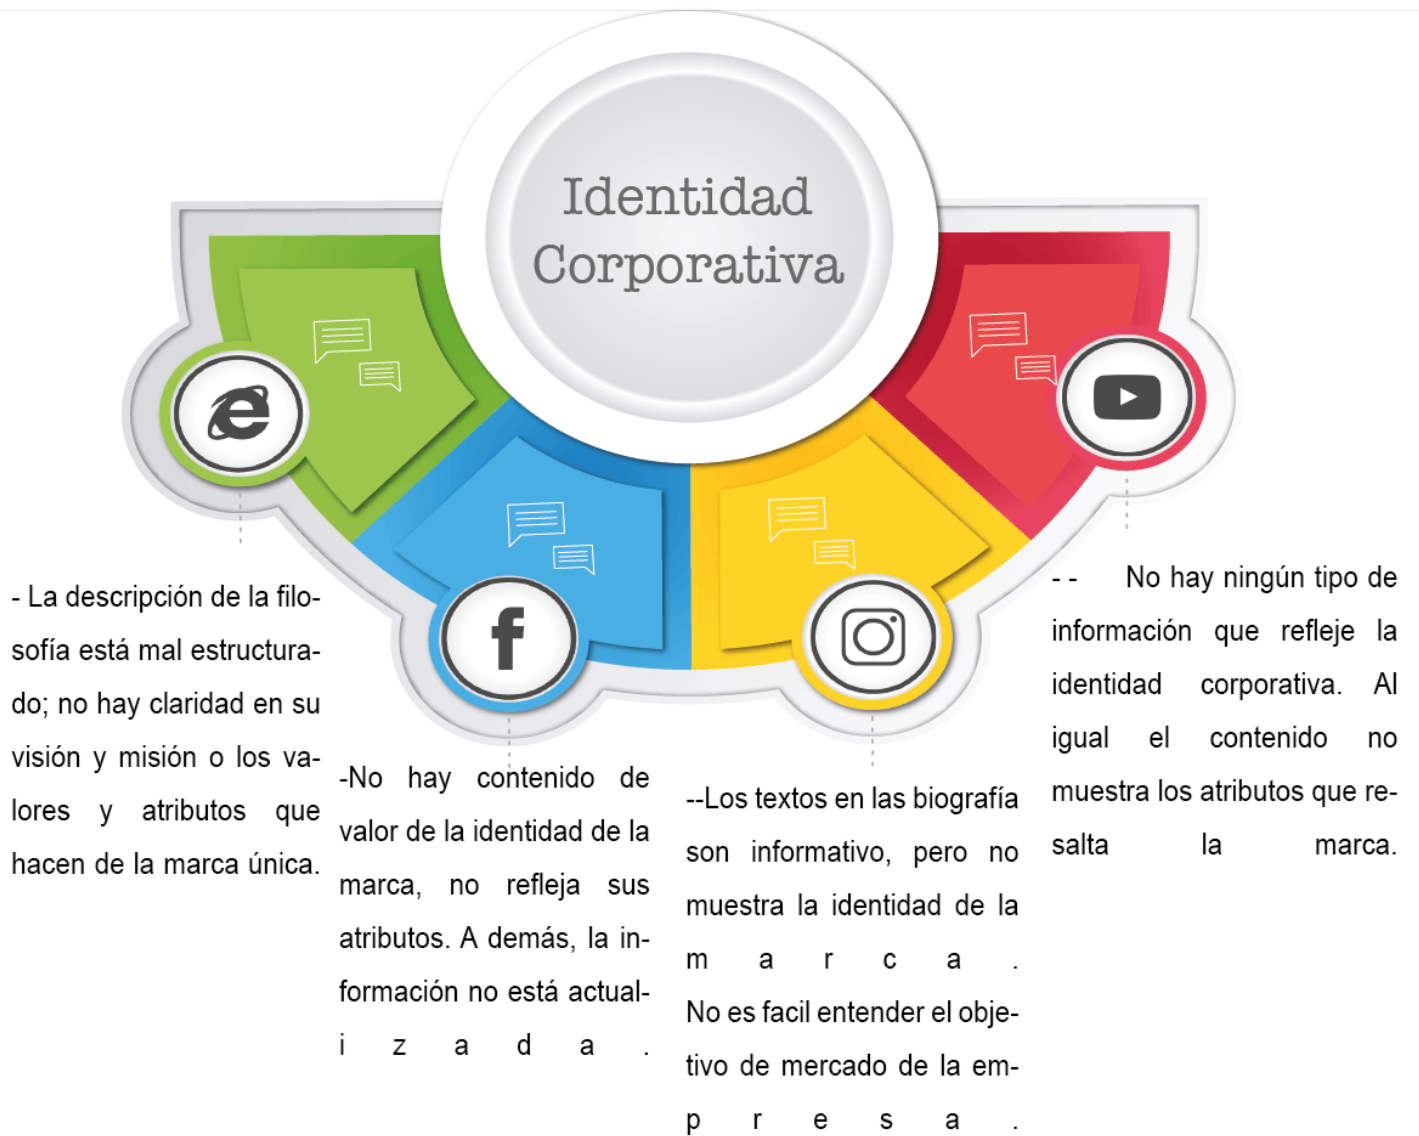 Identidad
Corporativa
- La descripción de la filo-
sofía está mal estructura-
do; no hay claridad en su
visión y misión o los va-
lores y atributos que
hacen de la marca única.
-No hay contenido de
valor de la identidad de la
marca, no refleja sus
atributos. A demás, la in-
formación no está actual-
izada.
--Los textos en las biografía
son informativo, pero no
muestra la identidad de la
marca.
No es facil entender el obje-
tivo de mercado de la em-
presa.
- - No hay ningún tipo de
información que refleje la
identidad corporativa. Al
igual el contenido no
muestra los atributos que re-
salta la marca.